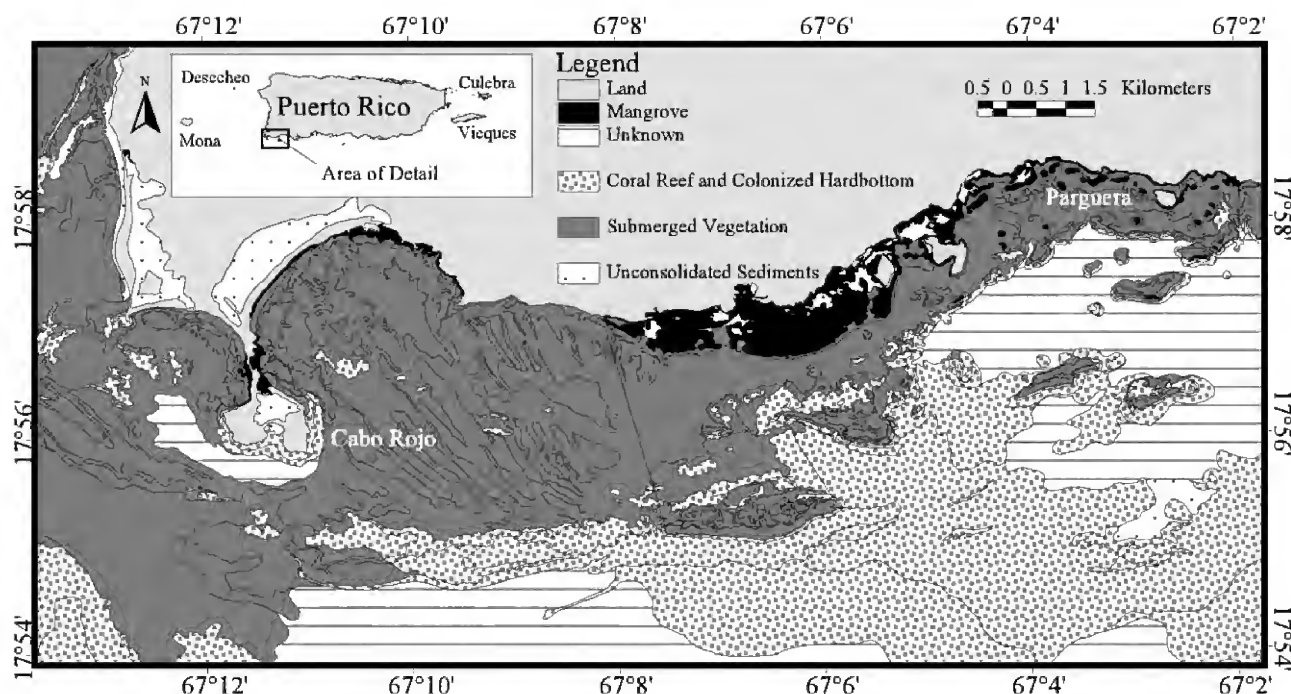 67°12' 67°10' 67°8' 67°6' 67°4' 67°2'
N
Desecheo
Culebra
Puerto Rico
Mona
Vieques
Area of Detail
Legend
Land
Mangrove
Unknown
Coral Reef and Colonized Hardbottom
Submerged Vegetation
Unconsolidated Sediments
0.5 0 0.5 1 1.5 Kilometers
17°58'
17°58'
Parguera
17°56'
17°56'
Cabo Rojo
17°54'
17°54'
67°12' 67°10' 67°8' 67°6' 67°4' 67°2'